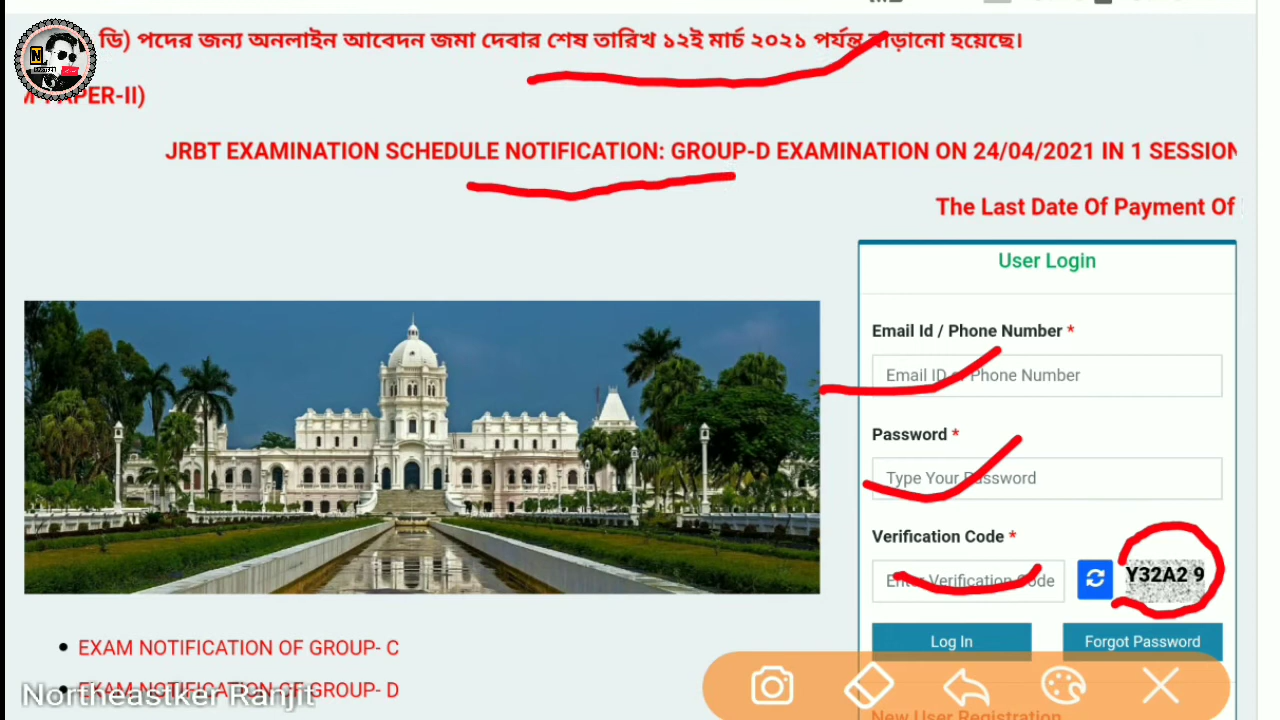 ডি) পদের জন্য অনলাইন আবেদন জমা দেবার শেষ তারিখ ১২ই মার্চ ২০২১ পর্যন্ত বাড়ানো হয়েছে।
PAPER-II)
JRBT EXAMINATION SCHEDULE NOTIFICATION: GROUP-D EXAMINATION ON 24/04/2021 IN 1 SESSION
The Last Date Of Payment Of
User Login
Email Id / Phone Number *
Email ID or Phone Number
Password *
Type Your Password
Verification Code *
Enter Verification Code
Y32A2 9
Log In
Forgot Password
EXAM NOTIFICATION OF GROUP- C
EXAM NOTIFICATION OF GROUP- D
Northeastker Ranjit
New User Registration